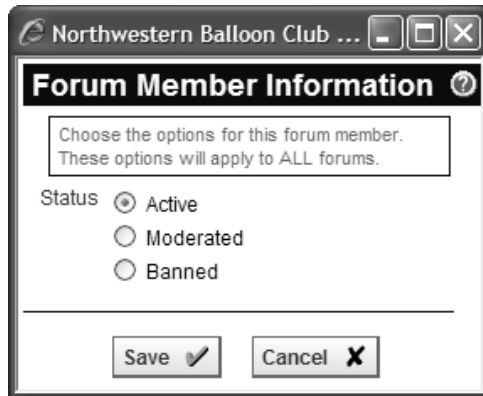 Northwestern Balloon Club ...
Forum Member Information ?
Choose the options for this forum member.
These options will apply to ALL forums.
Status Active
Moderated
Banned
Save Cancel